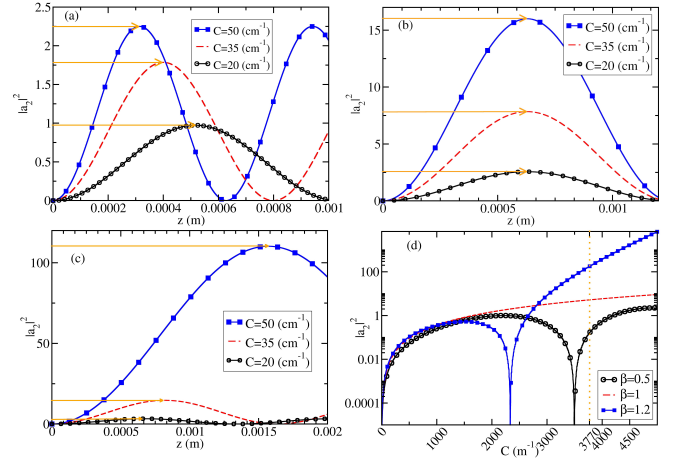 (a)
C=50 (cm⁻¹)
C=35 (cm⁻¹)
C=20 (cm⁻¹)
2.5
2
1.5
1
0.5
0
|a₂|²
0 0.0002 0.0004 0.0006 0.0008 0.001
z (m)
(b)
C=50 (cm⁻¹)
C=35 (cm⁻¹)
C=20 (cm⁻¹)
15
10
5
0
|a₂|²
0 0.0005 0.001
z (m)
(c)
C=50 (cm⁻¹)
C=35 (cm⁻¹)
C=20 (cm⁻¹)
100
75
50
25
0
|a₂|²
0 0.0005 0.001 0.0015 0.002
z (m)
(d)
100
1
0.01
0.0001
|a₂|²
β=0.5
β=1
β=1.2
0 1000 2000 3000 3770 4000 4500
C (m⁻¹)